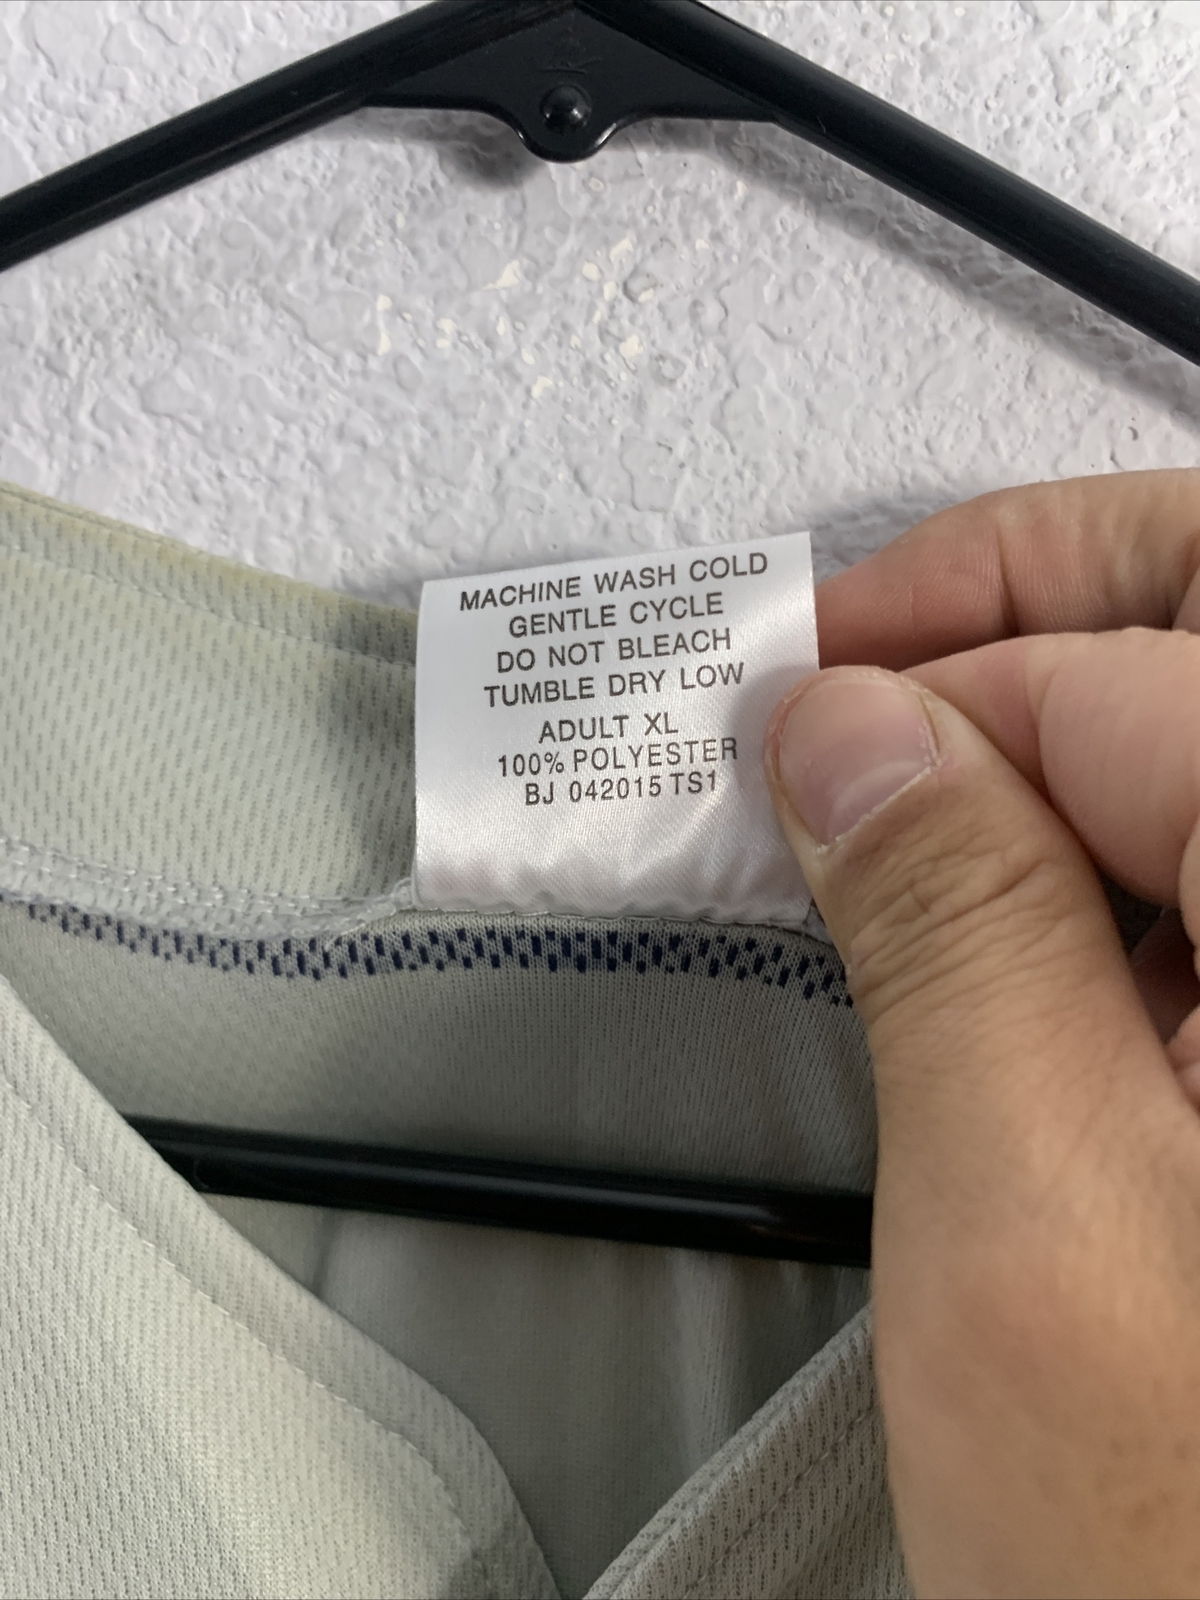 MACHINE WASH COLD
GENTLE CYCLE
DO NOT BLEACH
TUMBLE DRY LOW
ADULT XL
100% POLYESTER
BJ 042015 TS1